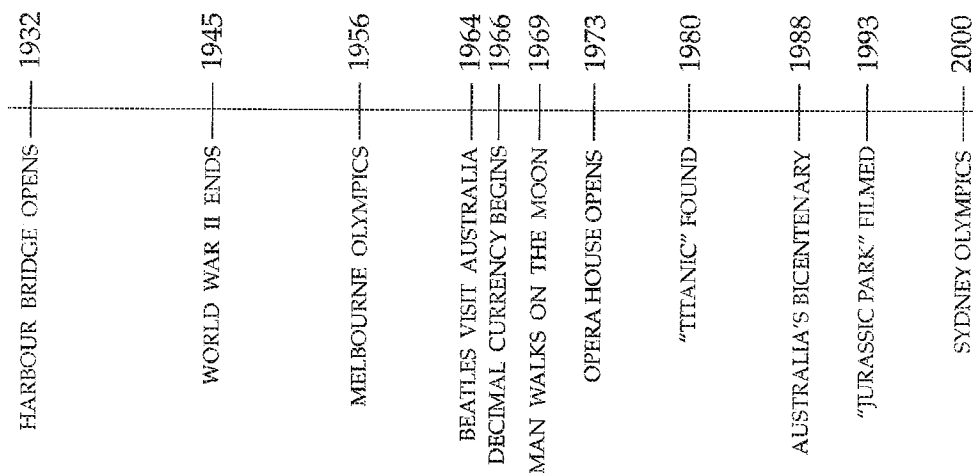 1932
HARBOUR BRIDGE OPENS
1945
WORLD WAR II ENDS
1956
MELBOURNE OLYMPICS
1964
BEATLES VISIT AUSTRALIA
1966
DECIMAL CURRENCY BEGINS
1969
MAN WALKS ON THE MOON
1973
OPERA HOUSE OPENS
1980
"TITANIC" FOUND
1988
AUSTRALIA'S BICENTENARY
1993
"JURASSIC PARK" FILMED
2000
SYDNEY OLYMPICS